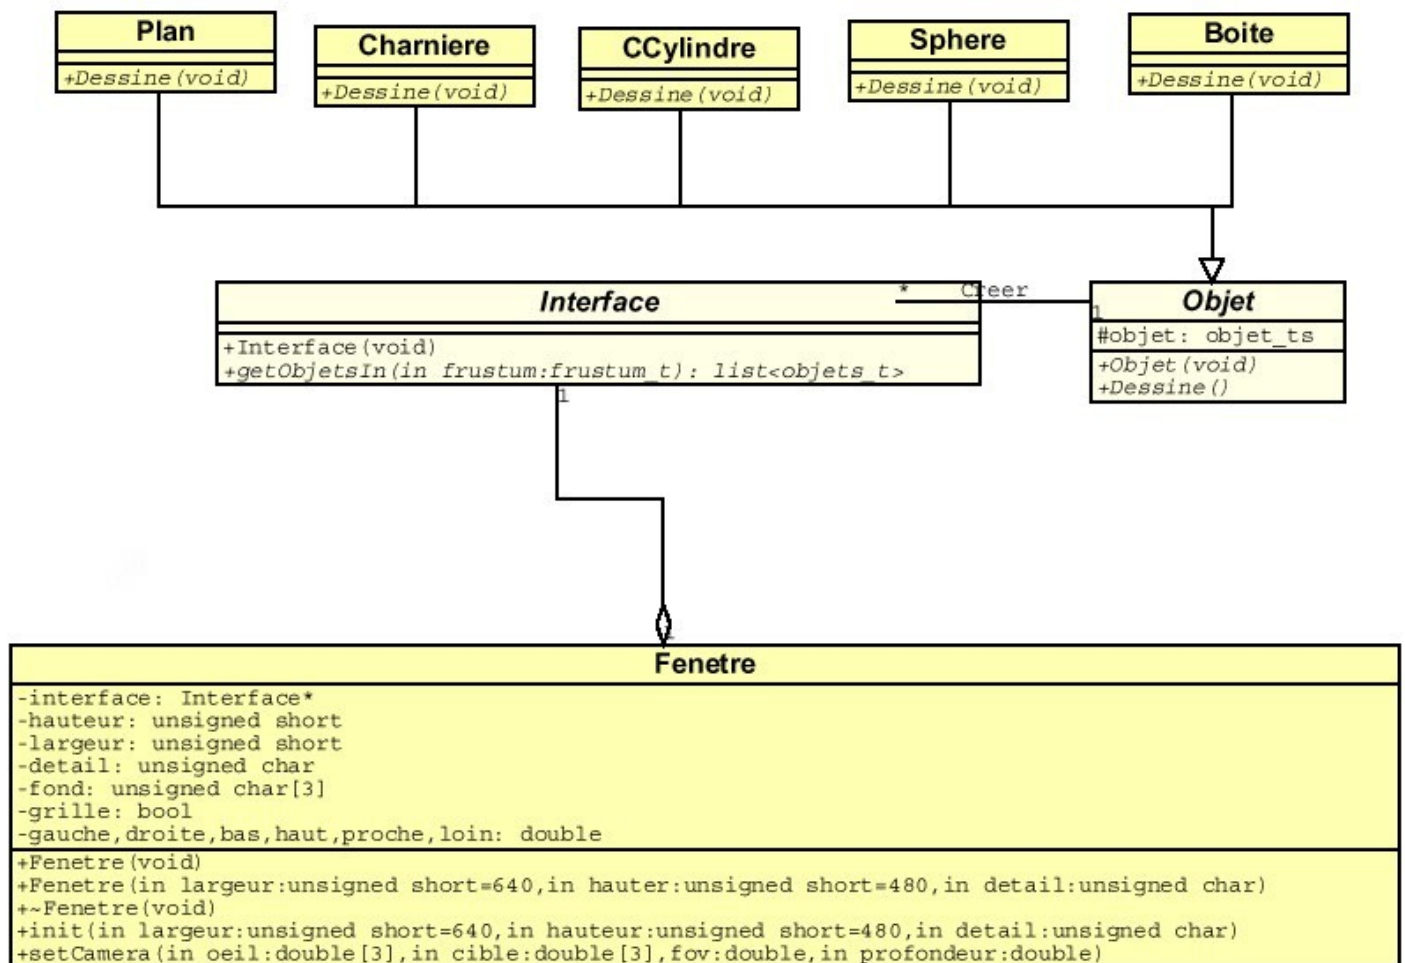 Plan
+Dessine(void)
Charniere
+Dessine(void)
CCylindre
+Dessine(void)
Sphere
+Dessine(void)
Boite
+Dessine(void)
Interface
+Interface(void)
+getObjetsIn(in frustum:frustum_t): list<objets_t>
1
* Creer
1
Objet
#objet: objet_ts
+Objet(void)
+Dessine()
1
Fenetre
-interface: Interface*
-hauteur: unsigned short
-largeur: unsigned short
-detail: unsigned char
-fond: unsigned char[3]
-grille: bool
-gauche,droite,bas,haut,proche,loin: double
+Fenetre(void)
+Fenetre(in largeur:unsigned short=640,in hauter:unsigned short=480,in detail:unsigned char)
+~Fenetre(void)
+init(in largeur:unsigned short=640,in hauteur:unsigned short=480,in detail:unsigned char)
+setCamera(in oeil:double[3],in cible:double[3],fov:double,in profondeur:double)